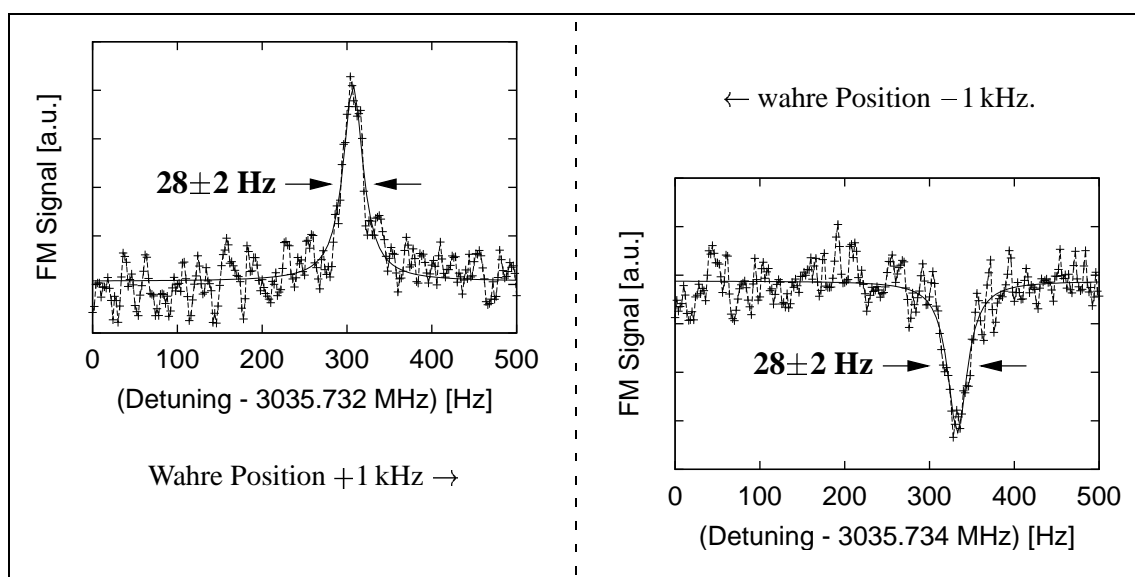 FM Signal [a.u.]
28±2 Hz
0 100 200 300 400 500
(Detuning - 3035.732 MHz) [Hz]
Wahre Position +1 kHz →
← wahre Position −1 kHz.
FM Signal [a.u.]
28±2 Hz
0 100 200 300 400 500
(Detuning - 3035.734 MHz) [Hz]